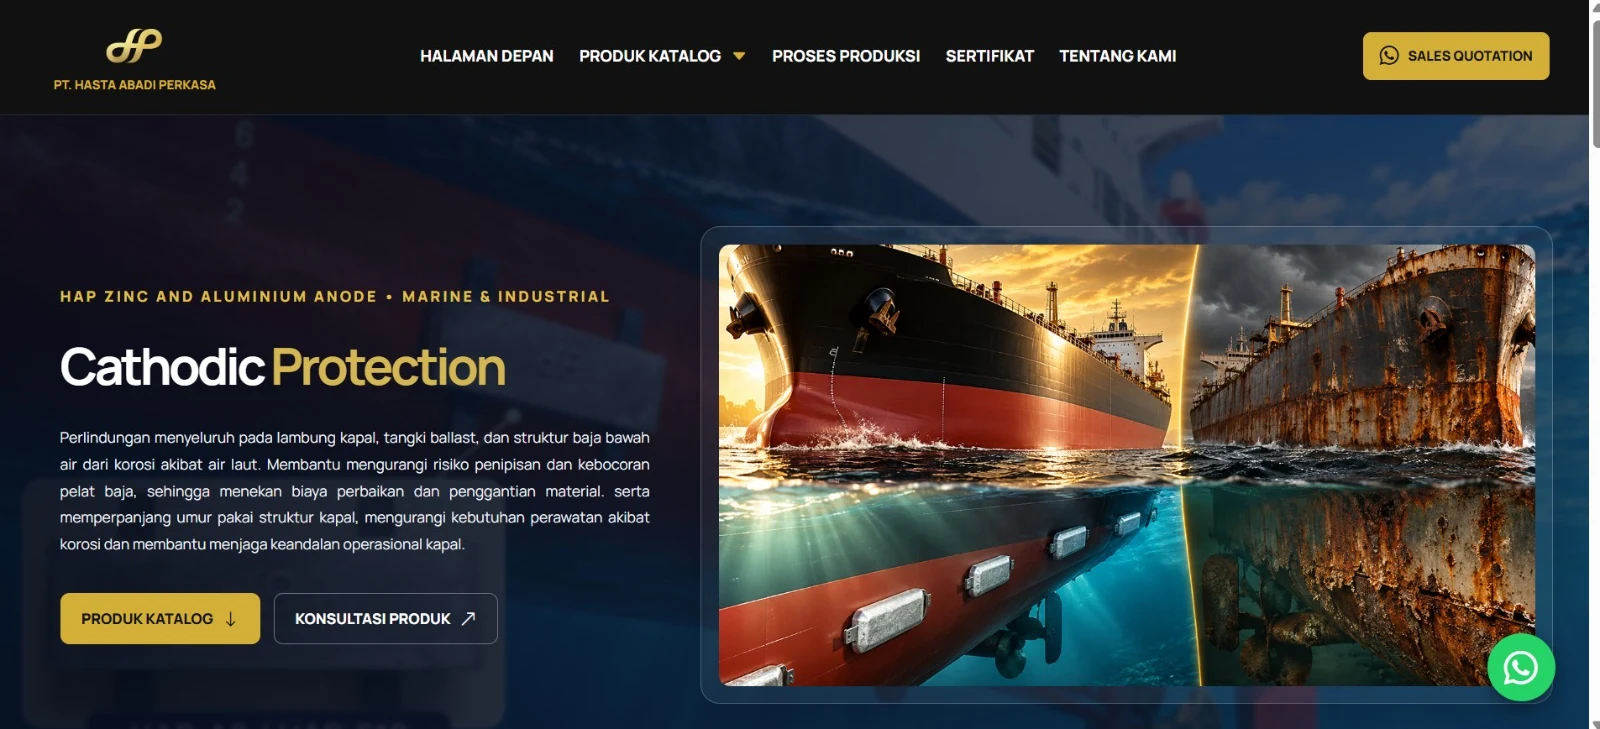 PT. HASTA ABADI PERKASA
HALAMAN DEPAN
PRODUK KATALOG
PROSES PRODUKSI
SERTIFIKAT
TENTANG KAMI
SALES QUOTATION
6
4
2
HAP ZINC AND ALUMINIUM ANODE • MARINE & INDUSTRIAL
Cathodic Protection
Perlindungan menyeluruh pada lambung kapal, tangki ballast, dan struktur baja bawah
air dari korosi akibat air laut. Membantu mengurangi risiko penipisan dan kebocoran
pelat baja, sehingga menekan biaya perbaikan dan penggantian material. serta
memperpanjang umur pakai struktur kapal, mengurangi kebutuhan perawatan akibat
korosi dan membantu menjaga keandalan operasional kapal.
PRODUK KATALOG ↓
KONSULTASI PRODUK ↗